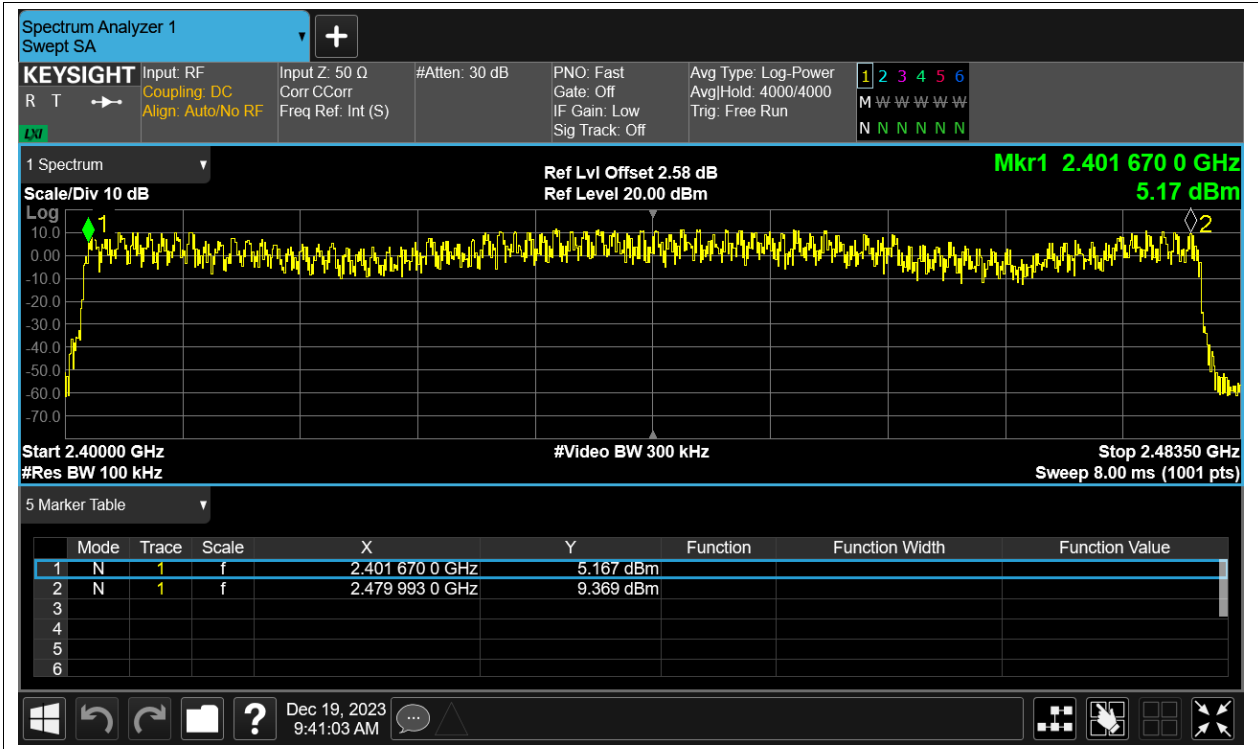 Spectrum Analyzer 1
Swept SA
KEYSIGHT
R T
LXI
Input: RF
Coupling: DC
Align: Auto/No RF
Input Z: 50 Ω
Corr CCorr
Freq Ref: Int (S)
#Atten: 30 dB
PNO: Fast
Gate: Off
IF Gain: Low
Sig Track: Off
Avg Type: Log-Power
Avg|Hold: 4000/4000
Trig: Free Run
1 2 3 4 5 6
M W W W W W
N N N N N N
1 Spectrum
Scale/Div 10 dB
Ref Lvl Offset 2.58 dB
Ref Level 20.00 dBm
Mkr1 2.401 670 0 GHz
5.17 dBm
Log
10.0
0.00
-10.0
-20.0
-30.0
-40.0
-50.0
-60.0
-70.0
1
2
Start 2.40000 GHz
#Res BW 100 kHz
#Video BW 300 kHz
Stop 2.48350 GHz
Sweep 8.00 ms (1001 pts)
5 Marker Table
Mode Trace Scale X Y Function Function Width Function Value
1 N 1 f 2.401 670 0 GHz 5.167 dBm
2 N 1 f 2.479 993 0 GHz 9.369 dBm
3
4
5
6
?
Dec 19, 2023
9:41:03 AM